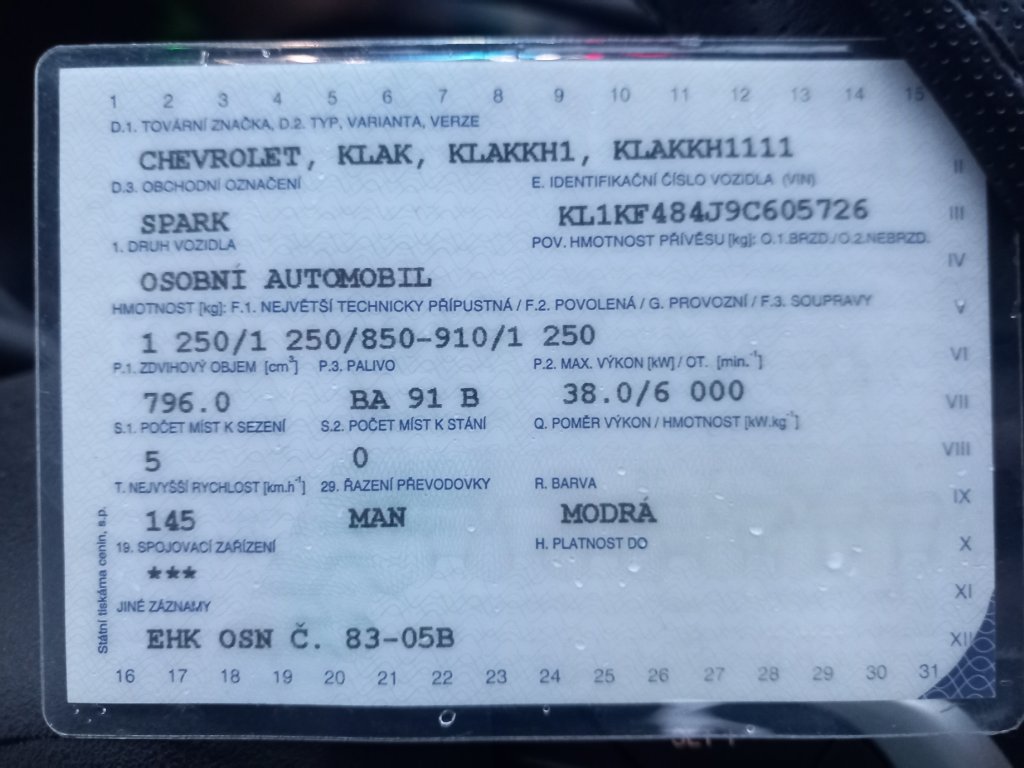 1 2 3 4 5 6 7 8 9 10 11 12 13 14 15
D.1. TOVÁRNÍ ZNAČKA, D.2. TYP, VARIANTA, VERZE
CHEVROLET, KLAK, KLAKKH1, KLAKKH1111
II
D.3. OBCHODNÍ OZNAČENÍ E. IDENTIFIKAČNÍ ČÍSLO VOZIDLA (VIN)
SPARK KL1KF484J9C605726 III
1. DRUH VOZIDLA POV. HMOTNOST PŘÍVĚSU [kg]: O.1.BRZD./O.2.NEBRZD.
OSOBNÍ AUTOMOBIL IV
HMOTNOST [kg]: F.1. NEJVĚTŠÍ TECHNICKY PŘÍPUSTNÁ / F.2. POVOLENÁ / G. PROVOZNÍ / F.3. SOUPRAVY V
1 250/1 250/850-910/1 250 VI
P.1. ZDVIHOVÝ OBJEM [cm³] P.3. PALIVO P.2. MAX. VÝKON [kW] / OT. [min.⁻¹]
796.0 BA 91 B 38.0/6 000 VII
S.1. POČET MÍST K SEZENÍ S.2. POČET MÍST K STÁNÍ Q. POMĚR VÝKON / HMOTNOST [kW.kg⁻¹]
5 0 VIII
T. NEJVYŠŠÍ RYCHLOST [km.h⁻¹] 29. ŘAZENÍ PŘEVODOVKY R. BARVA IX
145 MAN MODRÁ
19. SPOJOVACÍ ZAŘÍZENÍ H. PLATNOST DO X
***
XI
JINÉ ZÁZNAMY
EHK OSN Č. 83-05B XII
16 17 18 19 20 21 22 23 24 25 26 27 28 29 30 31
Státní tiskárna cenin, s.p.